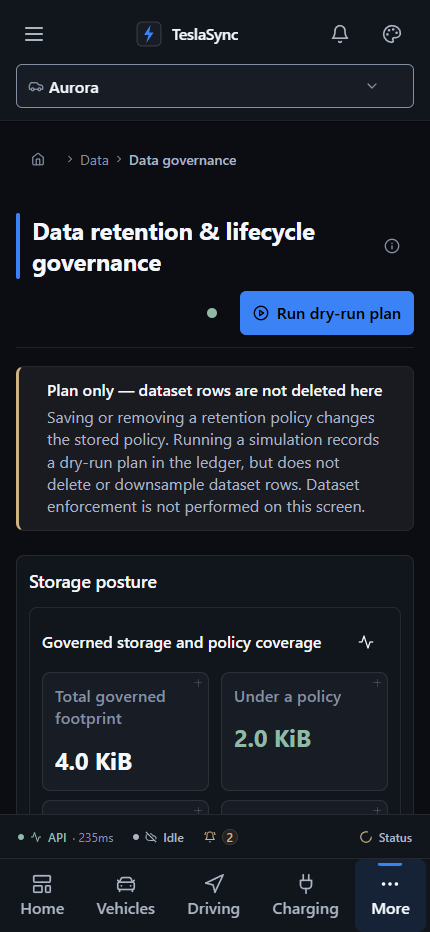 TeslaSync
Aurora
Data
Data governance
Data retention & lifecycle
governance
Run dry-run plan
Plan only — dataset rows are not deleted here
Saving or removing a retention policy changes
the stored policy. Running a simulation records
a dry-run plan in the ledger, but does not
delete or downsample dataset rows. Dataset
enforcement is not performed on this screen.
Storage posture
Governed storage and policy coverage
Total governed
footprint
4.0 KiB
Under a policy
2.0 KiB
API · 235ms
Idle
2
Status
Home
Vehicles
Driving
Charging
More